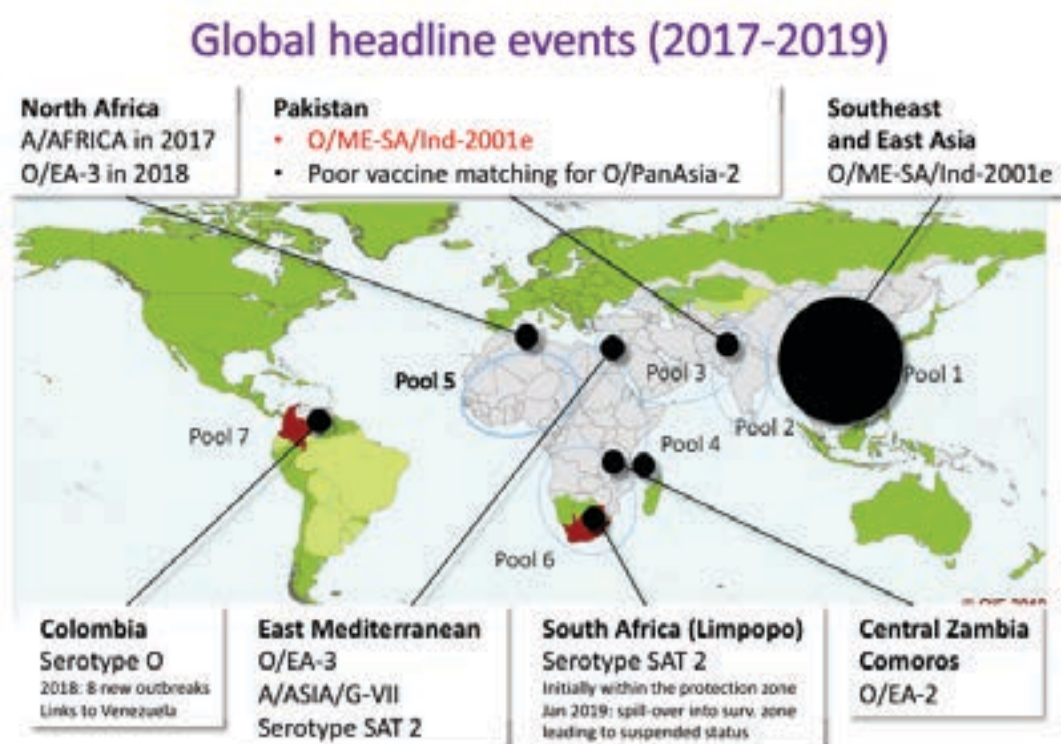 Global headline events (2017-2019)
North Africa
A/AFRICA in 2017
O/EA-3 in 2018
Pakistan
• O/ME-SA/Ind-2001e
• Poor vaccine matching for O/PanAsia-2
Southeast
and East Asia
O/ME-SA/Ind-2001e
Pool 5
Pool 3
Pool 1
Pool 2
Pool 7
Pool 4
Pool 6
Colombia
Serotype O
2018: 8 new outbreaks
Links to Venezuela
East Mediterranean
O/EA-3
A/ASIA/G-VII
Serotype SAT 2
South Africa (Limpopo)
Serotype SAT 2
Initially within the protection zone
Jan 2019: spill-over into surv. zone
leading to suspended status
Central Zambia
Comoros
O/EA-2